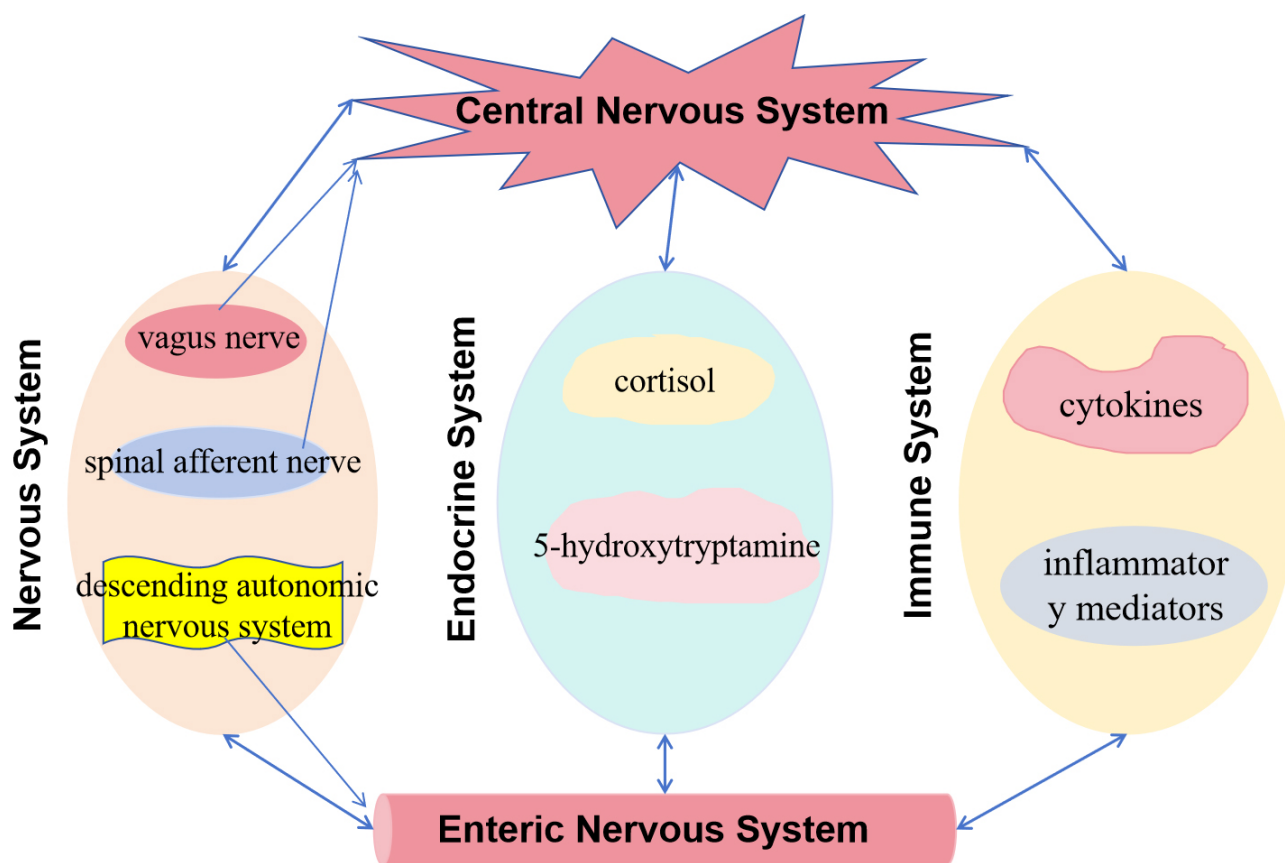 Central Nervous System
Nervous System
vagus nerve
spinal afferent nerve
descending autonomic
nervous system
Endocrine System
cortisol
5-hydroxytryptamine
Immune System
cytokines
inflammator
y mediators
Enteric Nervous System